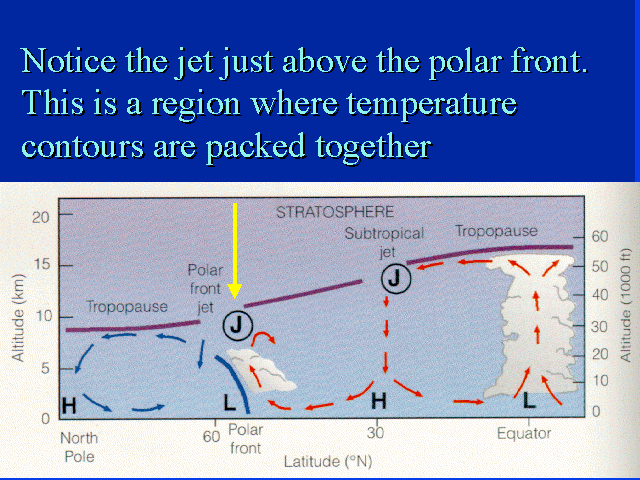 Notice the jet just above the polar front.
This is a region where temperature
contours are packed together
STRATOSPHERE
Subtropical
jet
Tropopause
Polar
front
jet
Tropopause
J
J
H
L
H
L
Altitude (km)
20
15
10
5
0
Altitude (1000 ft)
60
50
40
30
20
10
0
North
Pole
60
Polar
front
30
Equator
Latitude (°N)